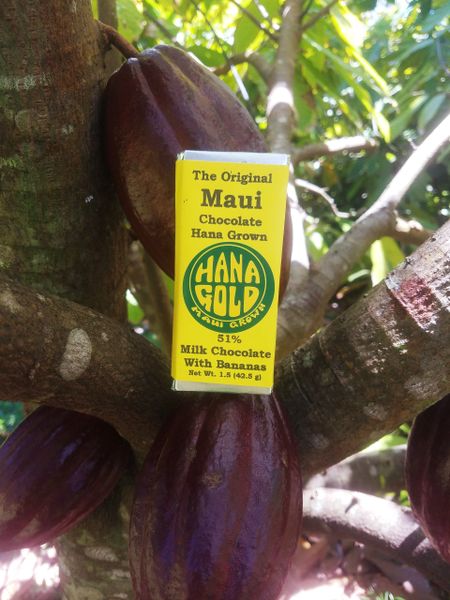 The Original
Maui
Chocolate
Hana Grown
HANA
GOLD
MAUI GROWN
51%
Milk Chocolate
With Bananas
Net Wt. 1.5 (42.5 g)